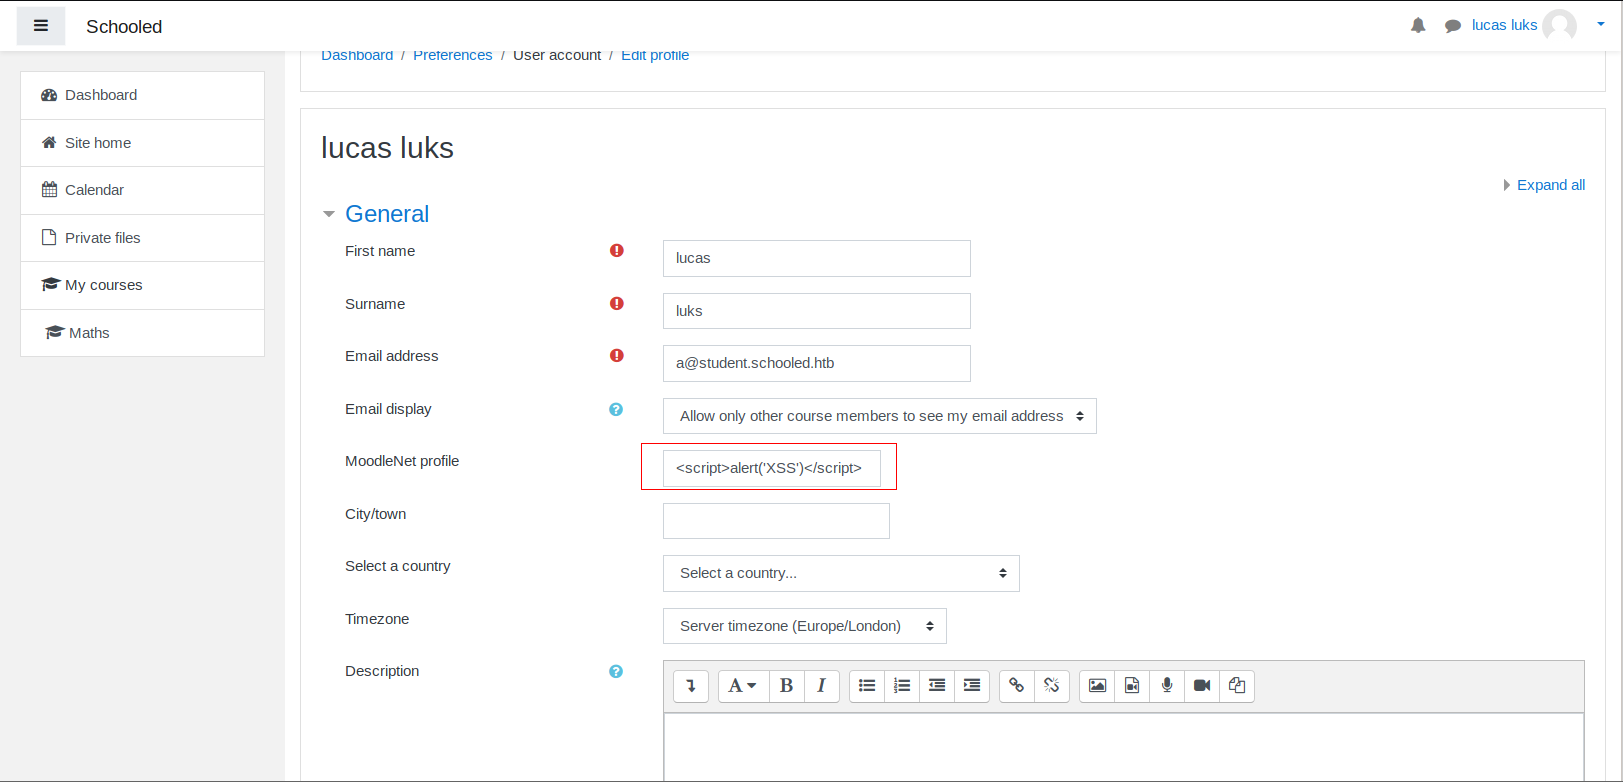 Schooled
lucas luks
Dashboard / Preferences / User account / Edit profile
Dashboard
Site home
Calendar
Private files
My courses
Maths
lucas luks
Expand all
General
First name
lucas
Surname
luks
Email address
a@student.schooled.htb
Email display
Allow only other course members to see my email address
MoodleNet profile
<script>alert('XSS')</script>
City/town
Select a country
Select a country...
Timezone
Server timezone (Europe/London)
Description
A B I